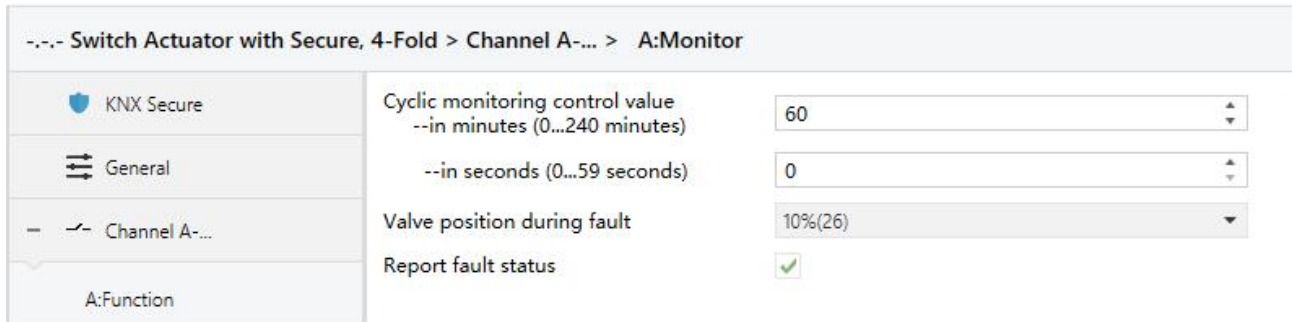 -.-.- Switch Actuator with Secure, 4-Fold > Channel A-... > A:Monitor
KNX Secure
General
Channel A-...
A:Function
Cyclic monitoring control value
--in minutes (0...240 minutes)
60
--in seconds (0...59 seconds)
0
Valve position during fault
10%(26)
Report fault status